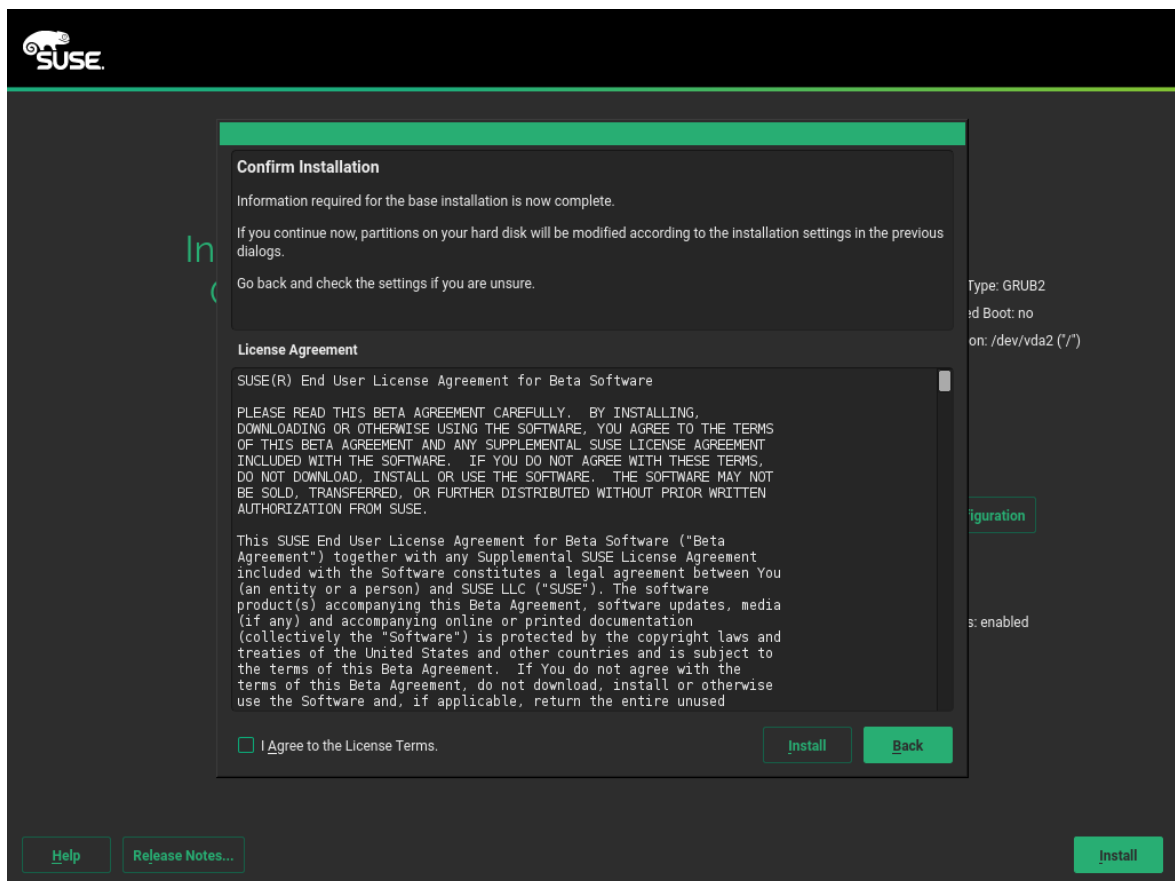 SUSE.
Confirm Installation
Information required for the base installation is now complete.
If you continue now, partitions on your hard disk will be modified according to the installation settings in the previous
dialogs.
Go back and check the settings if you are unsure.
In
Type: GRUB2
ed Boot: no
on: /dev/vda2 ("/")
License Agreement
SUSE(R) End User License Agreement for Beta Software
PLEASE READ THIS BETA AGREEMENT CAREFULLY.  BY INSTALLING,
DOWNLOADING OR OTHERWISE USING THE SOFTWARE, YOU AGREE TO THE TERMS
OF THIS BETA AGREEMENT AND ANY SUPPLEMENTAL SUSE LICENSE AGREEMENT
INCLUDED WITH THE SOFTWARE.  IF YOU DO NOT AGREE WITH THESE TERMS,
DO NOT DOWNLOAD, INSTALL OR USE THE SOFTWARE.  THE SOFTWARE MAY NOT
BE SOLD, TRANSFERRED, OR FURTHER DISTRIBUTED WITHOUT PRIOR WRITTEN
AUTHORIZATION FROM SUSE.
This SUSE End User License Agreement for Beta Software ("Beta
Agreement") together with any Supplemental SUSE License Agreement
included with the Software constitutes a legal agreement between You
(an entity or a person) and SUSE LLC ("SUSE"). The software
product(s) accompanying this Beta Agreement, software updates, media
(if any) and accompanying online or printed documentation
(collectively the "Software") is protected by the copyright laws and
treaties of the United States and other countries and is subject to
the terms of this Beta Agreement.  If You do not agree with the
terms of this Beta Agreement, do not download, install or otherwise
use the Software and, if applicable, return the entire unused
iguration
s: enabled
I Agree to the License Terms.
Install
Back
Help
Release Notes...
Install